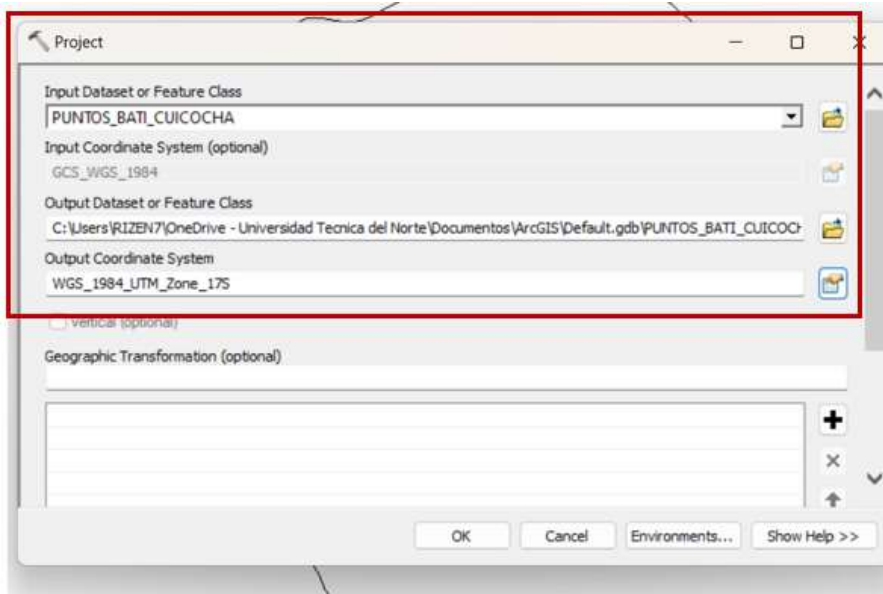 Project
Input Dataset or Feature Class
PUNTOS_BATI_CUICOCHA
Input Coordinate System (optional)
GCS_WGS_1984
Output Dataset or Feature Class
C:\Users\RIZEN7\OneDrive - Universidad Tecnica del Norte\Documentos\ArcGIS\Default.gdb\PUNTOS_BATI_CUICOCH
Output Coordinate System
WGS_1984_UTM_Zone_17S
Vertical (optional)
Geographic Transformation (optional)
OK Cancel Environments... Show Help >>